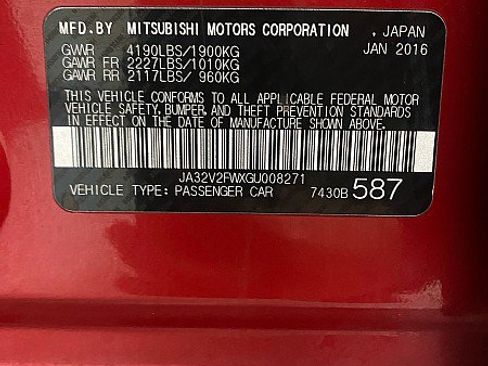 MFD.BY MITSUBISHI MOTORS CORPORATION , JAPAN
GVWR 4190LBS/1900KG JAN 2016
GAWR FR 2227LBS/1010KG
GAWR RR 2117LBS/ 960KG
THIS VEHICLE CONFORMS TO ALL APPLICABLE FEDERAL MOTOR
VEHICLE SAFETY, BUMPER, AND THEFT PREVENTION STANDARDS
IN EFFECT ON THE DATE OF MANUFACTURE SHOWN ABOVE.
JA32V2FWXGU008271
VEHICLE TYPE: PASSENGER CAR 7430B 587